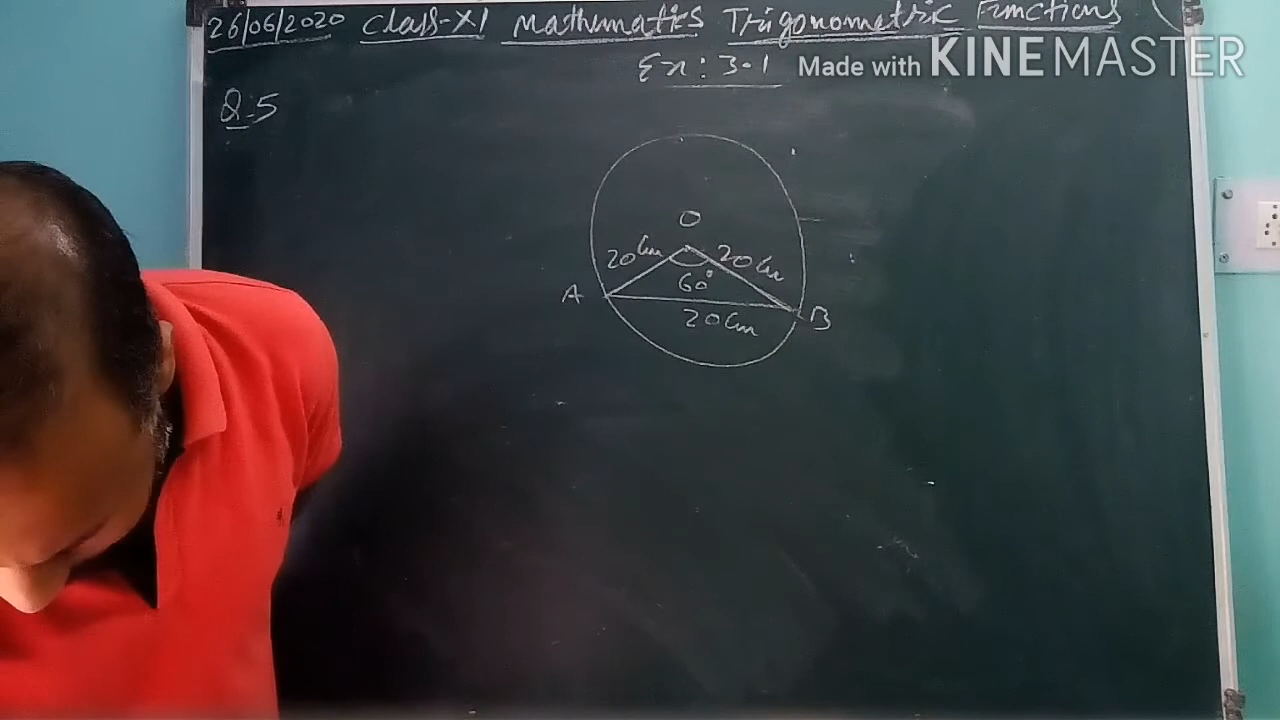 26/06/2020 Class-XI Mathematics Trigonometric Functions (
Ex: 3.1 Made with KINEMASTER
Q.5
O
20Cm 20Cm
60°
A B
20Cm